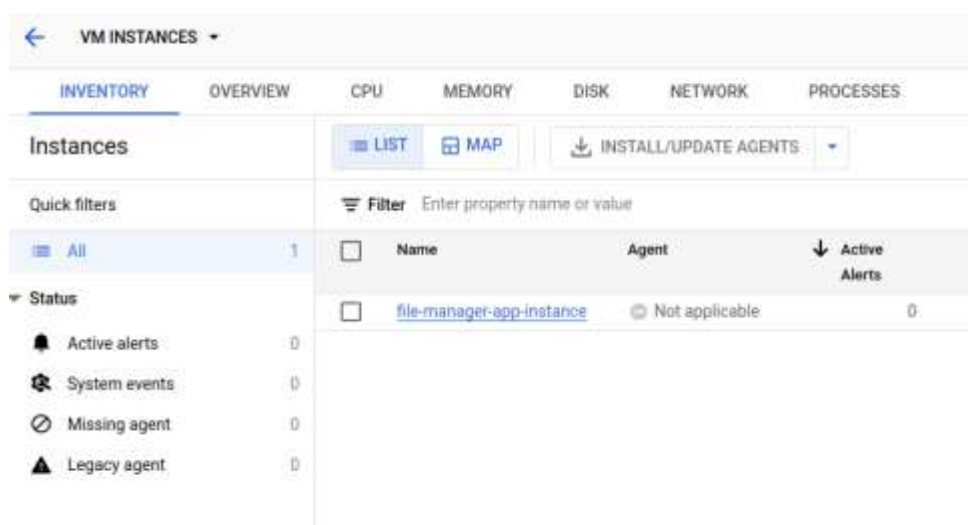 VM INSTANCES
INVENTORY OVERVIEW CPU MEMORY DISK NETWORK PROCESSES
Instances
LIST MAP INSTALL/UPDATE AGENTS
Quick filters
Filter Enter property name or value
All 1
Name Agent Active Alerts
Status
file-manager-app-instance Not applicable 0
Active alerts 0
System events 0
Missing agent 0
Legacy agent 0